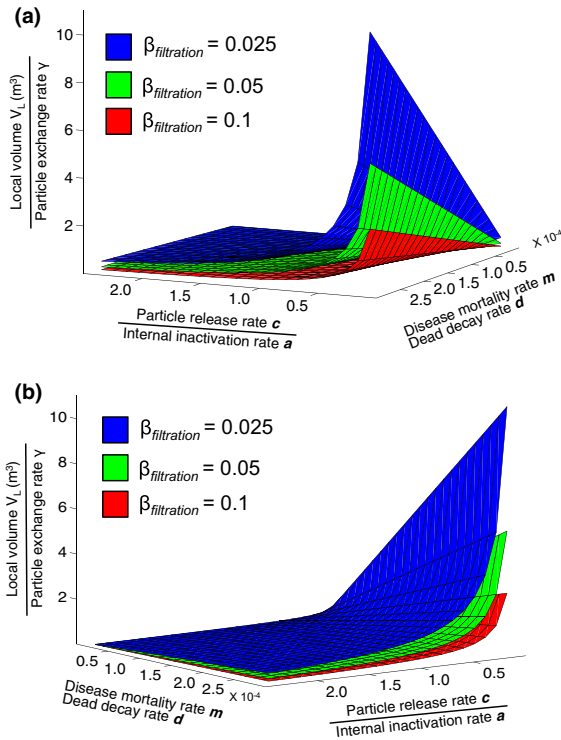 (a)
10
8
6
4
2
Local volume V_L (m³)
Particle exchange rate γ
β_filtration = 0.025
β_filtration = 0.05
β_filtration = 0.1
2.0
1.5
1.0
0.5
Particle release rate c
Internal inactivation rate a
X 10⁻⁴
2.5
2.0
1.5
1.0
0.5
Disease mortality rate m
Dead decay rate d
(b)
10
8
6
4
2
Local volume V_L (m³)
Particle exchange rate γ
β_filtration = 0.025
β_filtration = 0.05
β_filtration = 0.1
0.5
1.0
1.5
2.0
2.5
X 10⁻⁴
Disease mortality rate m
Dead decay rate d
2.0
1.5
1.0
0.5
Particle release rate c
Internal inactivation rate a